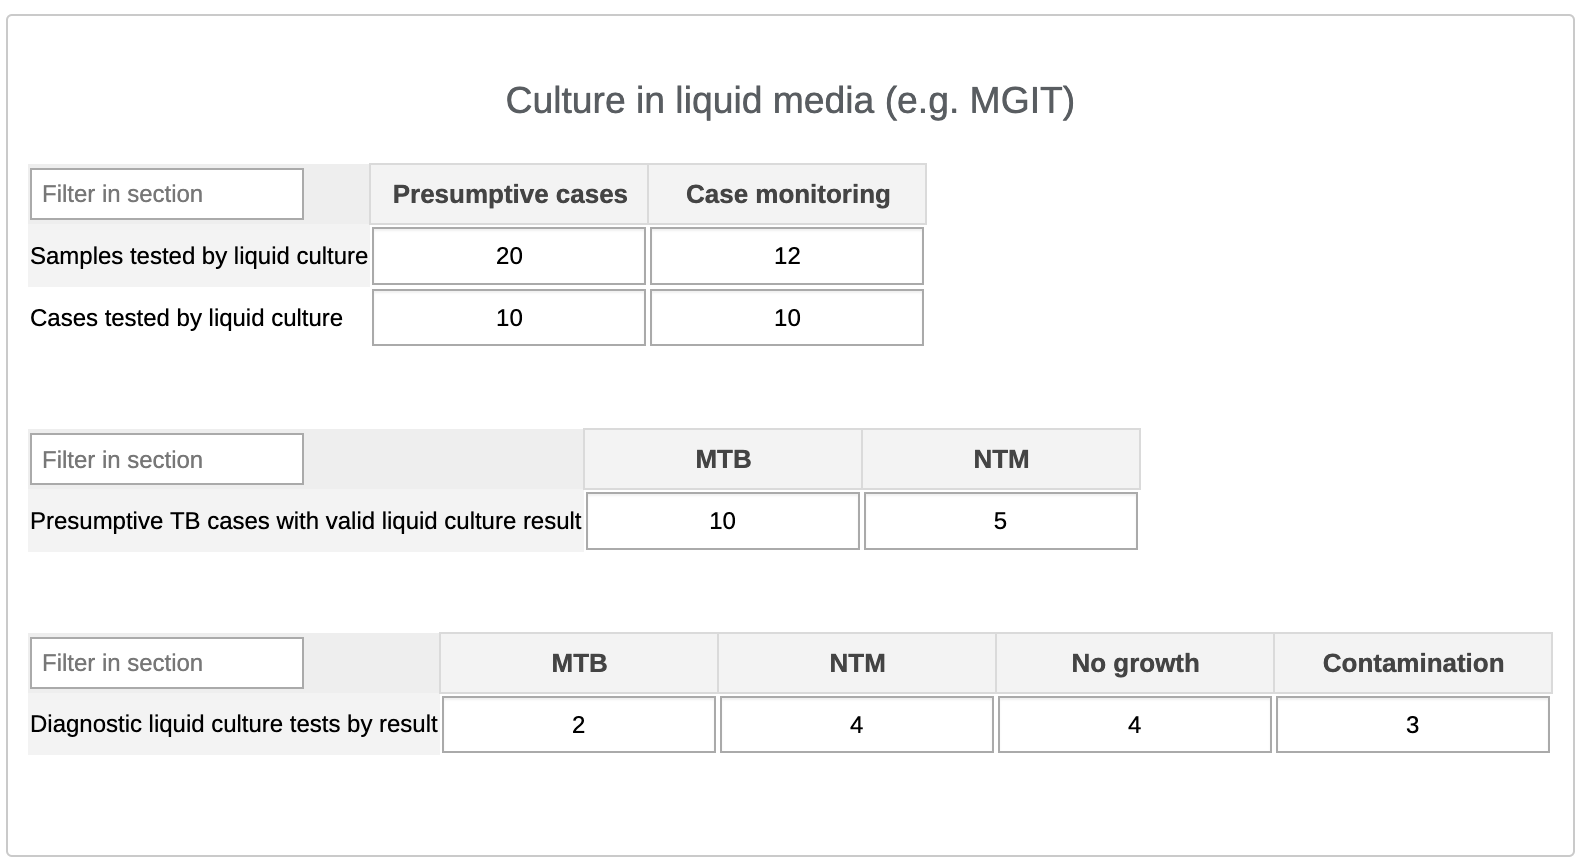 Culture in liquid media (e.g. MGIT)
Filter in section Presumptive cases Case monitoring
Samples tested by liquid culture 20 12
Cases tested by liquid culture 10 10
Filter in section MTB NTM
Presumptive TB cases with valid liquid culture result 10 5
Filter in section MTB NTM No growth Contamination
Diagnostic liquid culture tests by result 2 4 4 3